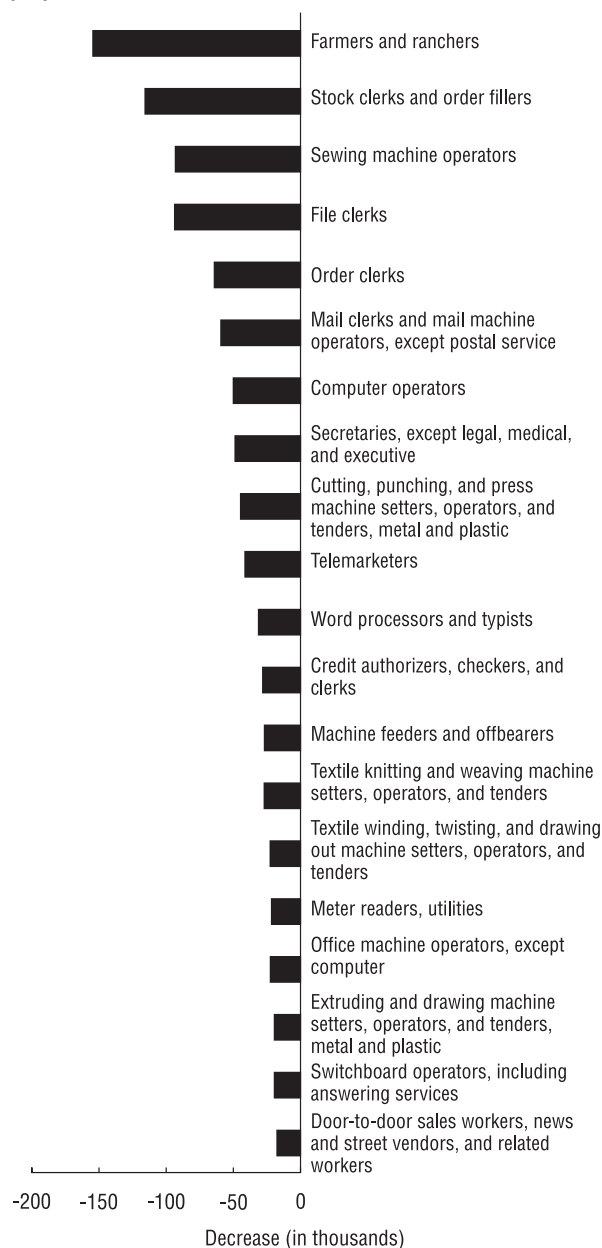 Farmers and ranchers
Stock clerks and order fillers
Sewing machine operators
File clerks
Order clerks
Mail clerks and mail machine
operators, except postal service
Computer operators
Secretaries, except legal, medical,
and executive
Cutting, punching, and press
machine setters, operators, and
tenders, metal and plastic
Telemarketers
Word processors and typists
Credit authorizers, checkers, and
clerks
Machine feeders and offbearers
Textile knitting and weaving machine
setters, operators, and tenders
Textile winding, twisting, and drawing
out machine setters, operators, and
tenders
Meter readers, utilities
Office machine operators, except
computer
Extruding and drawing machine
setters, operators, and tenders,
metal and plastic
Switchboard operators, including
answering services
Door-to-door sales workers, news
and street vendors, and related
workers
-200 -150 -100 -50 0
Decrease (in thousands)